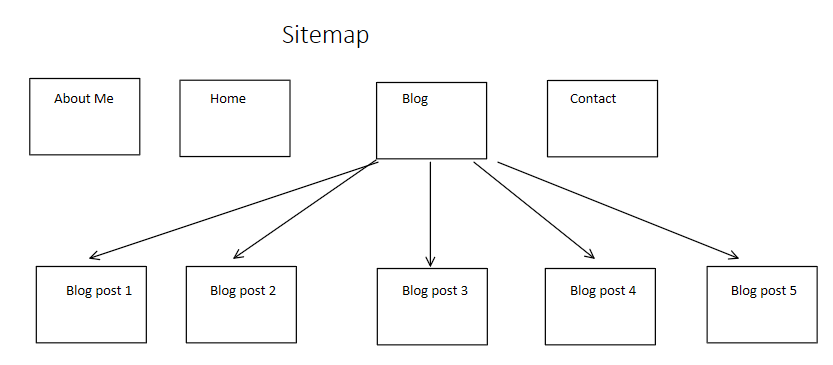 Sitemap
About Me
Home
Blog
Contact
Blog post 1
Blog post 2
Blog post 3
Blog post 4
Blog post 5